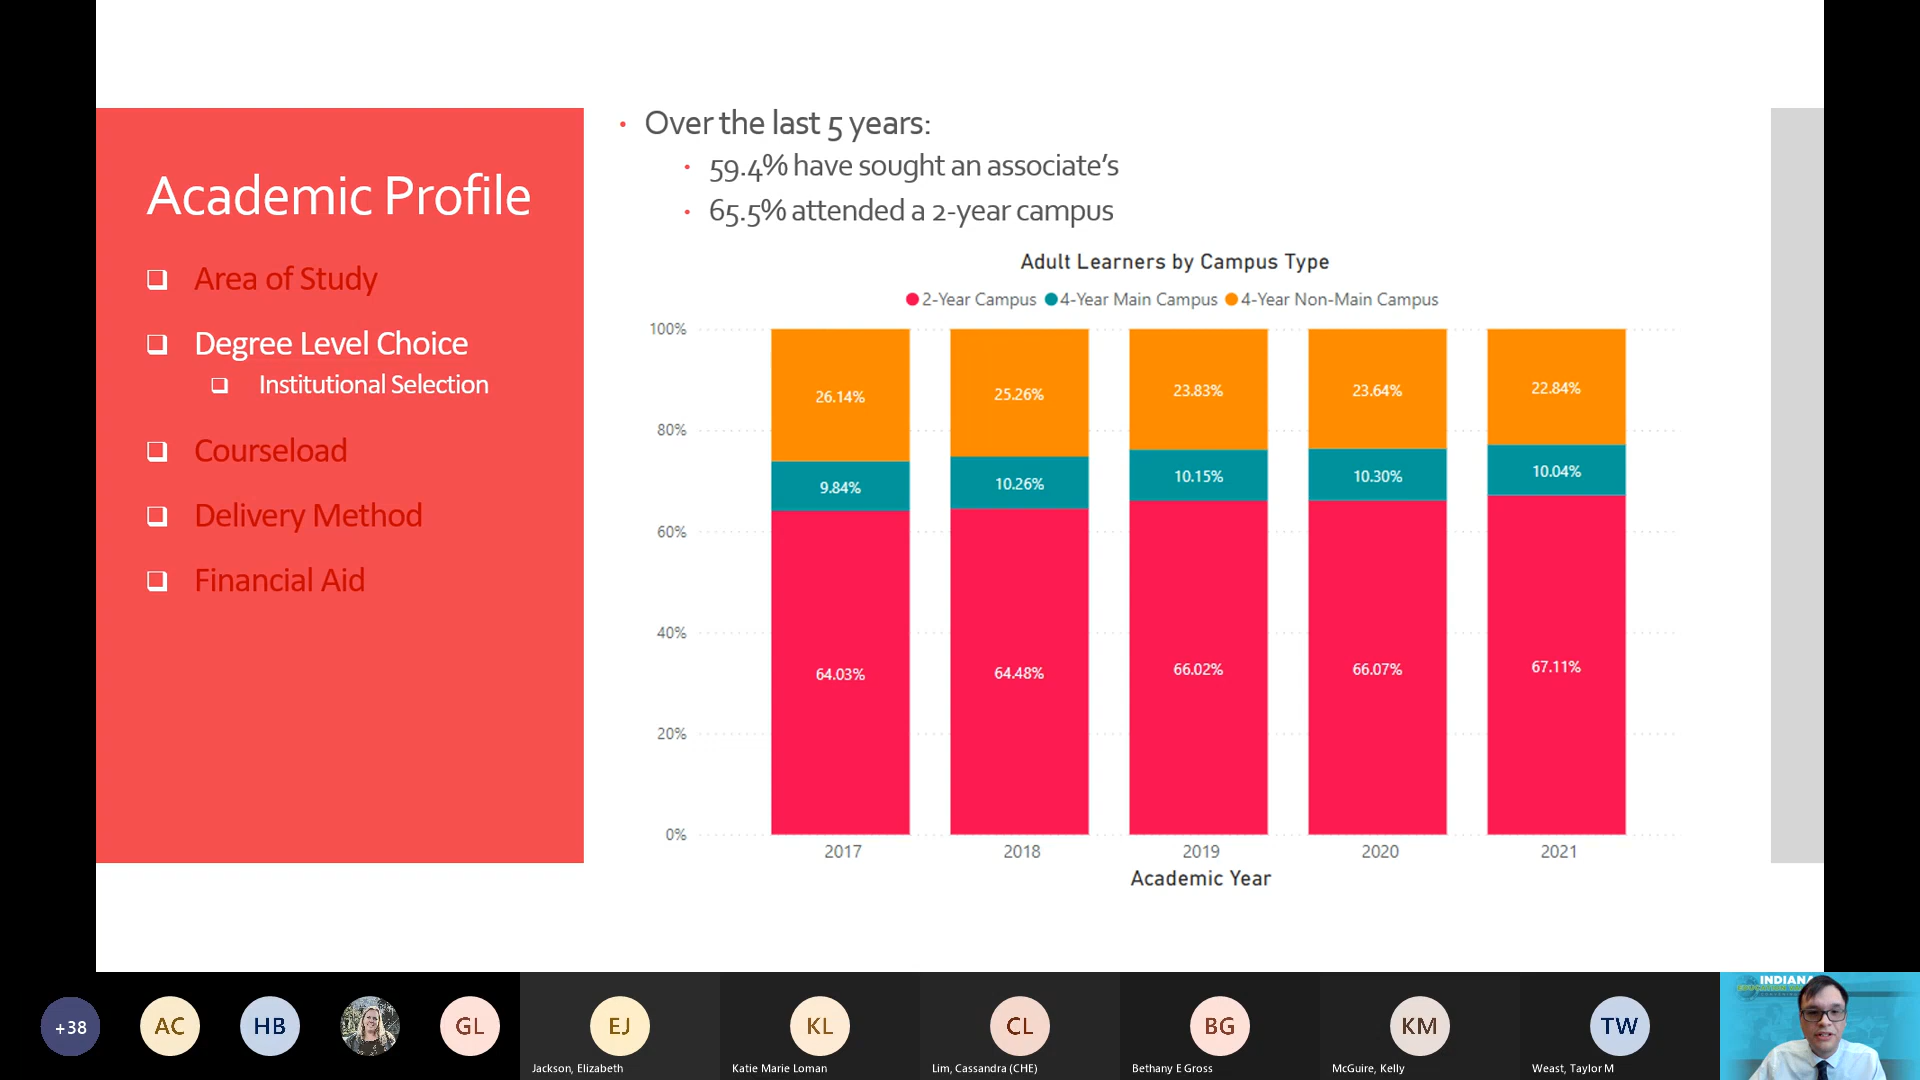 Academic Profile
Area of Study
Degree Level Choice
Institutional Selection
Courseload
Delivery Method
Financial Aid
Over the last 5 years:
59.4% have sought an associate's
65.5% attended a 2-year campus
Adult Learners by Campus Type
2-Year Campus 4-Year Main Campus 4-Year Non-Main Campus
100%
80%
60%
40%
20%
0%
26.14% 25.26% 23.83% 23.64% 22.84%
9.84% 10.26% 10.15% 10.30% 10.04%
64.03% 64.48% 66.02% 66.07% 67.11%
2017 2018 2019 2020 2021
Academic Year
+38 AC HB GL EJ KL CL BG KM TW
Jackson, Elizabeth Katie Marie Loman Lim, Cassandra (CHE) Bethany E Gross McGuire, Kelly Weast, Taylor M
INDIANA